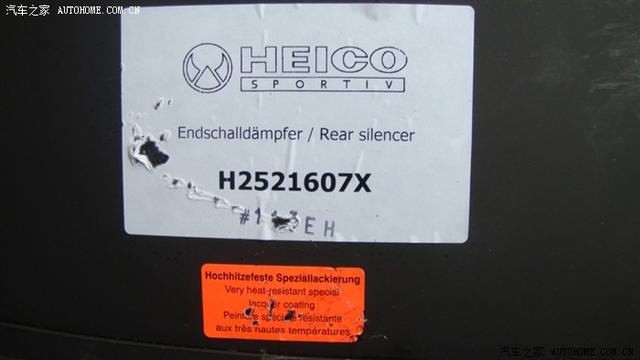 汽车之家 AUTOHOME.COM.CN
HEICO
SPORTIV
Endschalldämpfer / Rear silencer
H2521607X
Hochhitzefeste Speziallackierung
Very heat-resistant special
lacquer coating
Peinture spéciale résistante
aux très hautes températures
汽车之家 AUTOHOME.COM.CN